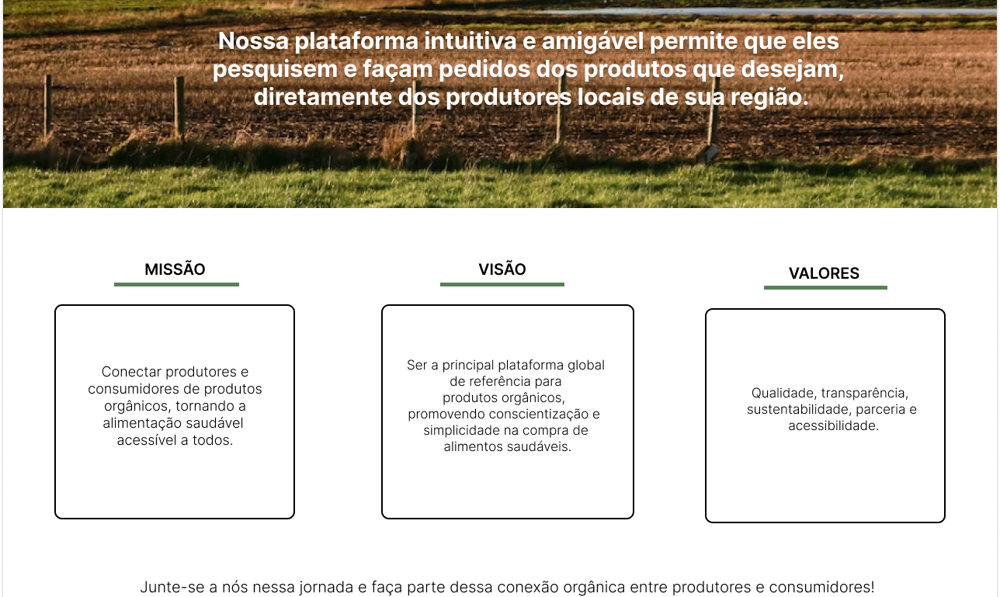 Nossa plataforma intuitiva e amigável permite que eles
pesquisem e façam pedidos dos produtos que desejam,
diretamente dos produtores locais de sua região.
MISSÃO
Conectar produtores e
consumidores de produtos
orgânicos, tornando a
alimentação saudável
acessível a todos.
VISÃO
Ser a principal plataforma global
de referência para
produtos orgânicos,
promovendo conscientização e
simplicidade na compra de
alimentos saudáveis.
VALORES
Qualidade, transparência,
sustentabilidade, parceria e
acessibilidade.
Junte-se a nós nessa jornada e faça parte dessa conexão orgânica entre produtores e consumidores!